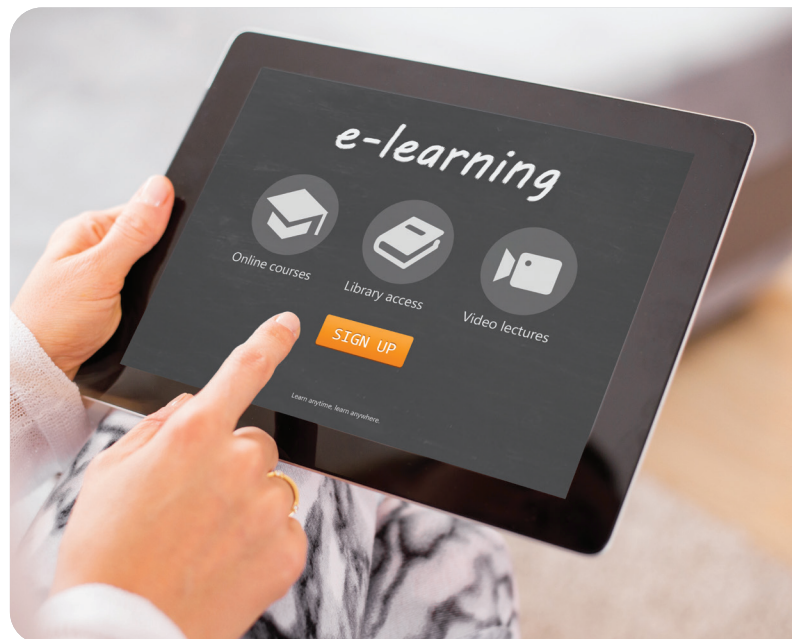 e-learning
Online courses
Library access
Video lectures
SIGN UP
Learn anytime, learn anywhere.